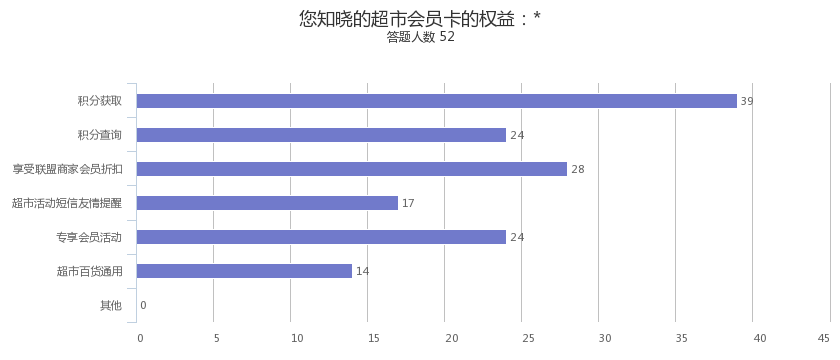 您知晓的超市会员卡的权益：*
答题人数 52
积分获取 39
积分查询 24
享受联盟商家会员折扣 28
超市活动短信友情提醒 17
专享会员活动 24
超市百货通用 14
其他 0
0 5 10 15 20 25 30 35 40 45